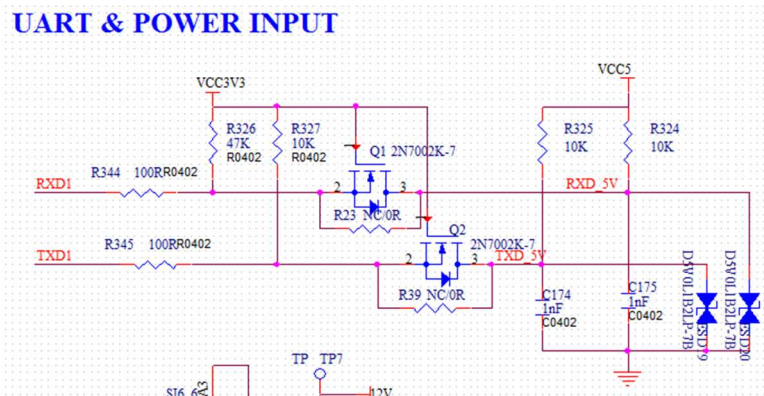 UART & POWER INPUT
VCC3V3
VCC5
R326
47K
R0402
R327
10K
R0402
Q1 2N7002K-7
R325
10K
R324
10K
R344 100RR0402
RXD1
2
3
RXD_5V
R23 NC/0R
Q2
2N7002K-7
R345 100RR0402
TXD1
2
3
TXD_5V
R39 NC/0R
C174
1nF
C0402
C175
1nF
C0402
D5V0L1B2LP-7B
D5V0L1B2LP-7B
TP TP7
12V